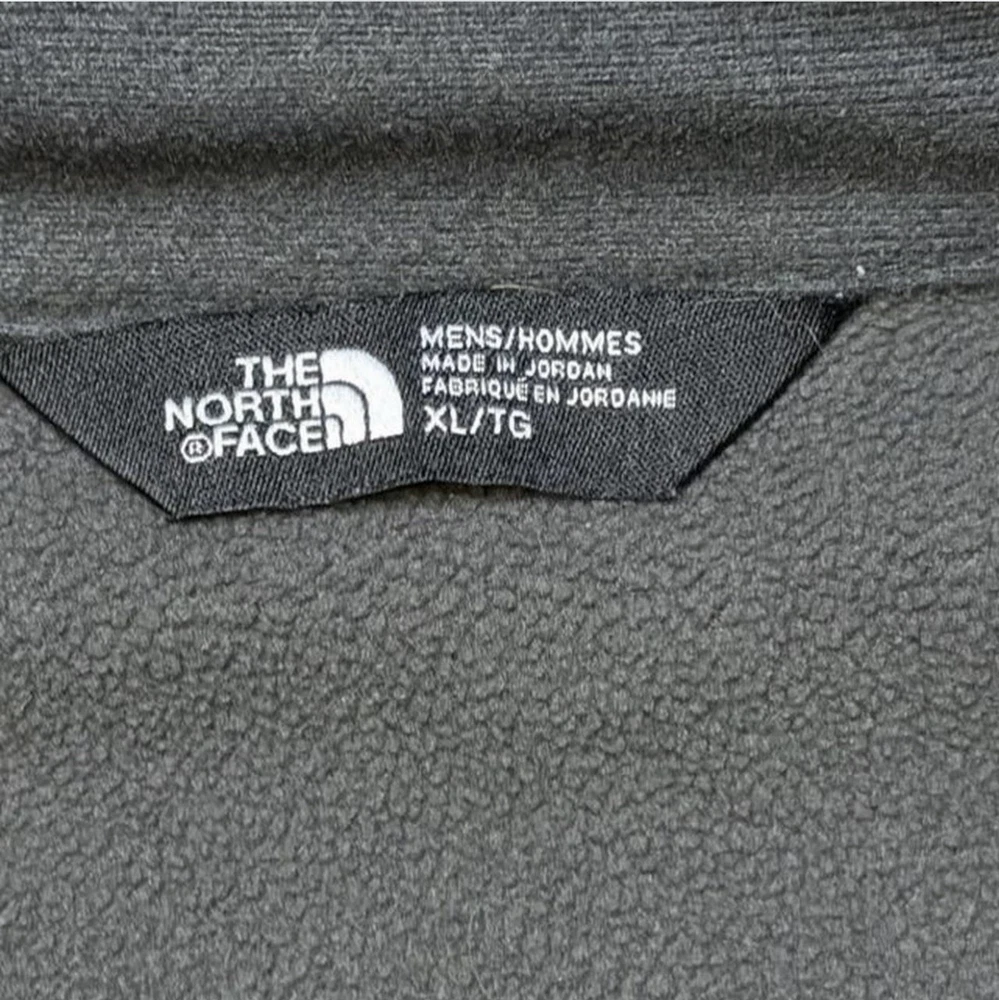 THE
NORTH
®FACE
MENS/HOMMES
MADE IN JORDAN
FABRIQUÉ EN JORDANIE
XL/TG